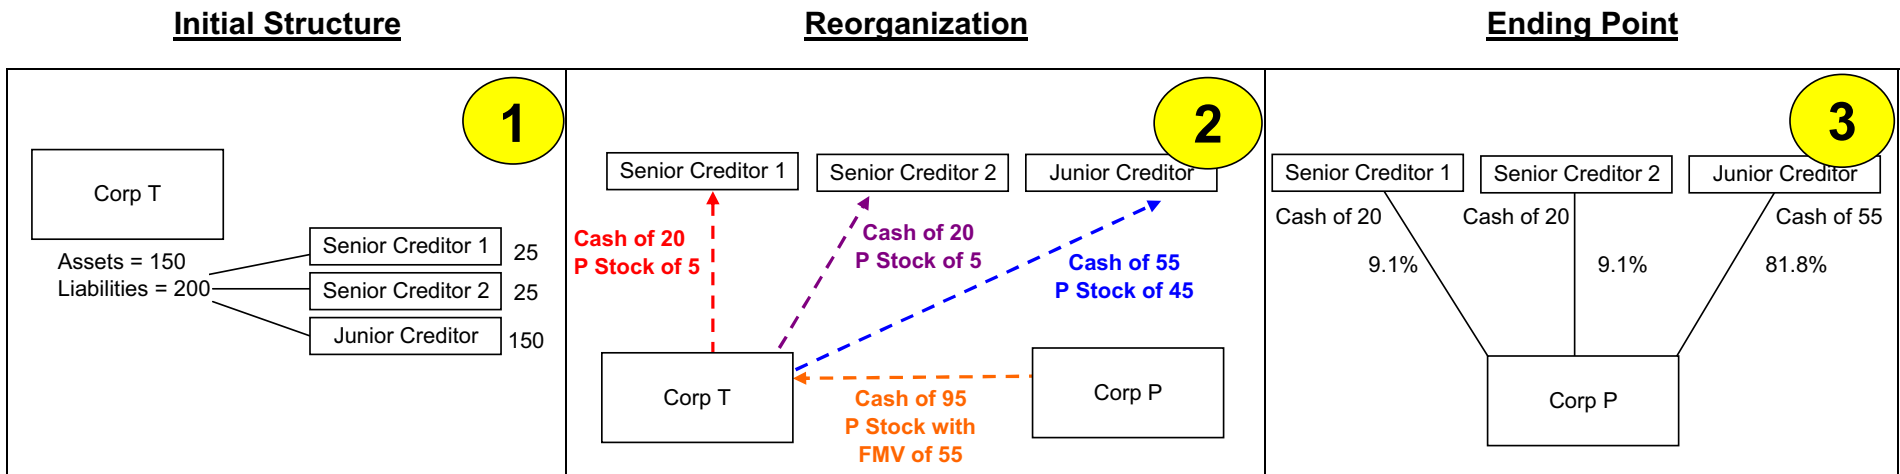 Initial Structure
Reorganization
Ending Point
1
Corp T
Assets = 150
Liabilities = 200
Senior Creditor 1
25
Senior Creditor 2
25
Junior Creditor
150
2
Senior Creditor 1
Senior Creditor 2
Junior Creditor
Cash of 20
P Stock of 5
Cash of 20
P Stock of 5
Cash of 55
P Stock of 45
Corp T
Cash of 95
P Stock with
FMV of 55
Corp P
3
Senior Creditor 1
Senior Creditor 2
Junior Creditor
Cash of 20
Cash of 20
Cash of 55
9.1%
9.1%
81.8%
Corp P